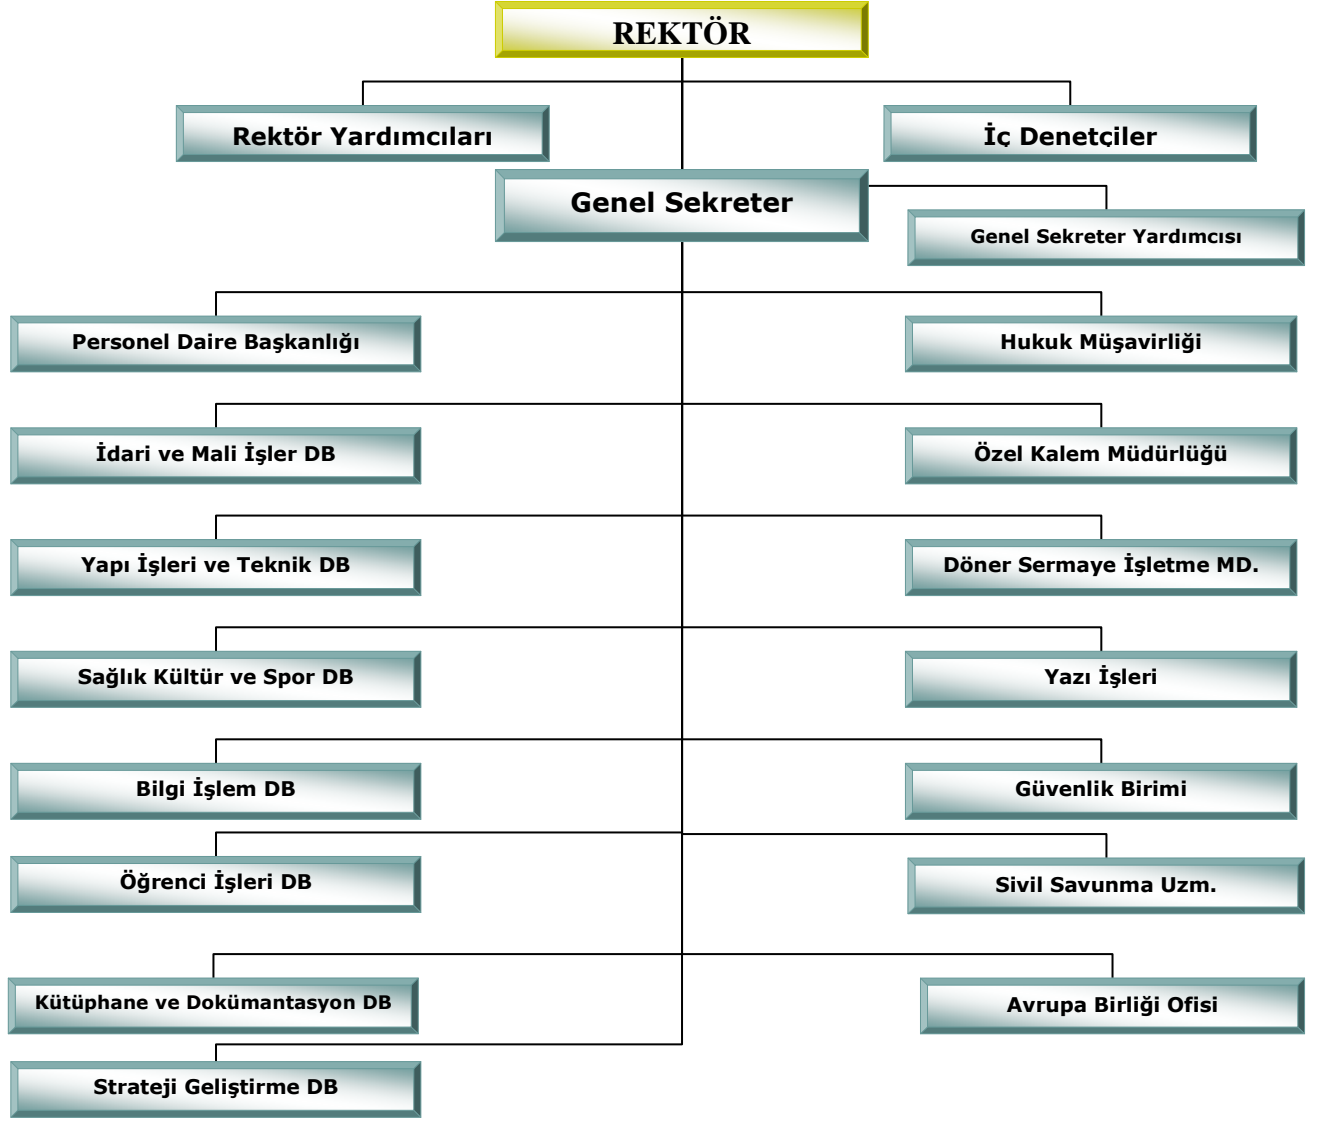 REKTÖR
Rektör Yardımcıları
İç Denetçiler
Genel Sekreter
Genel Sekreter Yardımcısı
Personel Daire Başkanlığı
Hukuk Müşavirliği
İdari ve Mali İşler DB
Özel Kalem Müdürlüğü
Yapı İşleri ve Teknik DB
Döner Sermaye İşletme MD.
Sağlık Kültür ve Spor DB
Yazı İşleri
Bilgi İşlem DB
Güvenlik Birimi
Öğrenci İşleri DB
Sivil Savunma Uzm.
Kütüphane ve Dokümantasyon DB
Avrupa Birliği Ofisi
Strateji Geliştirme DB